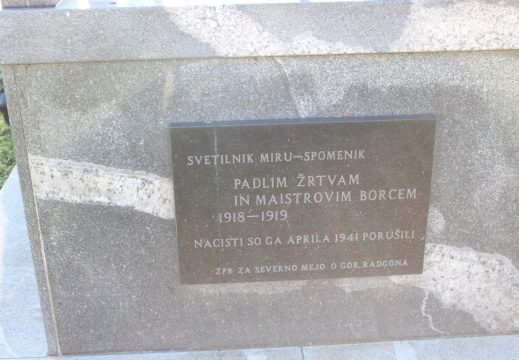 SVETILNIK MIRU–SPOMENIK
PADLIM ŽRTVAM
IN MAISTROVIM BORCEM
1918–1919
NACISTI SO GA APRILA 1941 PORUŠILI
ZPB ZA SEVERNO MEJO O GOR. RADGONA